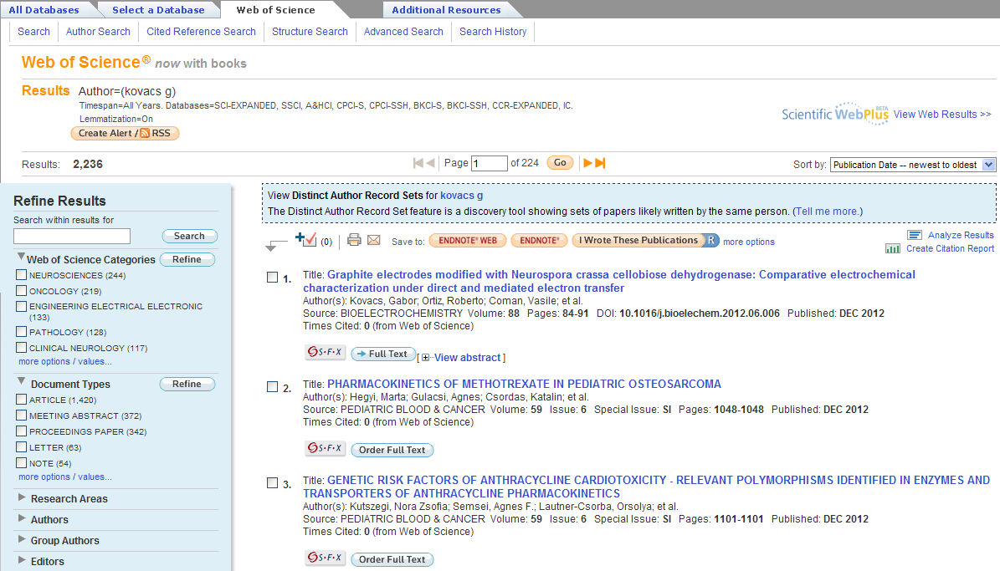 All Databases Select a Database Web of Science Additional Resources
Search Author Search Cited Reference Search Structure Search Advanced Search Search History
Web of Science® now with books
Results Author=(kovacs g)
Timespan=All Years. Databases=SCI-EXPANDED, SSCI, A&HCI, CPCI-S, CPCI-SSH, BKCI-S, BKCI-SSH, CCR-EXPANDED, IC.
Lemmatization=On
Create Alert / RSS
Scientific WebPlus BETA View Web Results >>
Results: 2,236 Page 1 of 224 Go Sort by: Publication Date -- newest to oldest
Refine Results
Search within results for
Search
Web of Science Categories Refine
NEUROSCIENCES (244)
ONCOLOGY (219)
ENGINEERING ELECTRICAL ELECTRONIC
(133)
PATHOLOGY (128)
CLINICAL NEUROLOGY (117)
more options / values...
Document Types Refine
ARTICLE (1,420)
MEETING ABSTRACT (372)
PROCEEDINGS PAPER (342)
LETTER (63)
NOTE (54)
more options / values...
Research Areas
Authors
Group Authors
Editors
View Distinct Author Record Sets for kovacs g
The Distinct Author Record Set feature is a discovery tool showing sets of papers likely written by the same person. (Tell me more.)
(0) Save to: ENDNOTE® WEB ENDNOTE® I Wrote These Publications R more options
Analyze Results
Create Citation Report
1. Title: Graphite electrodes modified with Neurospora crassa cellobiose dehydrogenase: Comparative electrochemical
characterization under direct and mediated electron transfer
Author(s): Kovacs, Gabor; Ortiz, Roberto; Coman, Vasile; et al.
Source: BIOELECTROCHEMISTRY Volume: 88 Pages: 84-91 DOI: 10.1016/j.bioelechem.2012.06.006 Published: DEC 2012
Times Cited: 0 (from Web of Science)
S·F·X Full Text [ View abstract ]
2. Title: PHARMACOKINETICS OF METHOTREXATE IN PEDIATRIC OSTEOSARCOMA
Author(s): Hegyi, Marta; Gulacsi, Agnes; Csordas, Katalin; et al.
Source: PEDIATRIC BLOOD & CANCER Volume: 59 Issue: 6 Special Issue: SI Pages: 1048-1048 Published: DEC 2012
Times Cited: 0 (from Web of Science)
S·F·X Order Full Text
3. Title: GENETIC RISK FACTORS OF ANTHRACYCLINE CARDIOTOXICITY - RELEVANT POLYMORPHISMS IDENTIFIED IN ENZYMES AND
TRANSPORTERS OF ANTHRACYCLINE PHARMACOKINETICS
Author(s): Kutszegi, Nora Zsofia; Semsei, Agnes F.; Lautner-Csorba, Orsolya; et al.
Source: PEDIATRIC BLOOD & CANCER Volume: 59 Issue: 6 Special Issue: SI Pages: 1101-1101 Published: DEC 2012
Times Cited: 0 (from Web of Science)
S·F·X Order Full Text